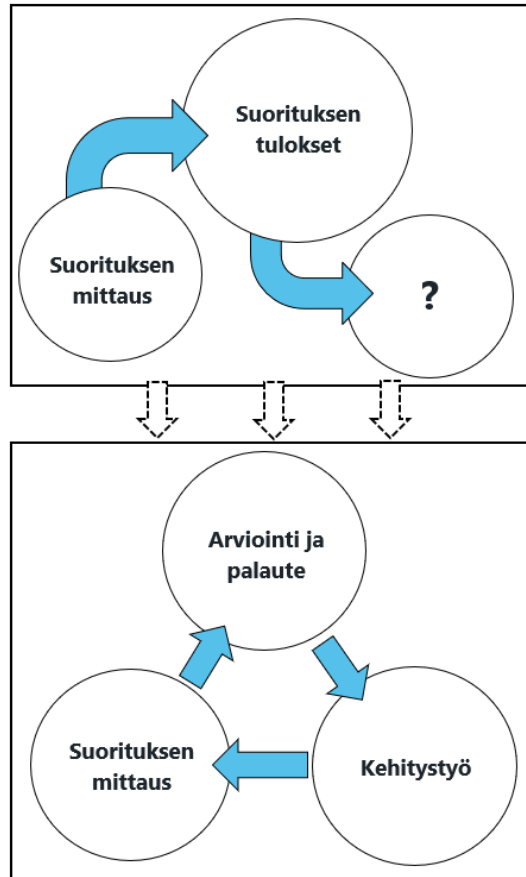 Suorituksen
tulokset
Suorituksen
mittaus
?
Arviointi ja
palaute
Suorituksen
mittaus
Kehitystyö